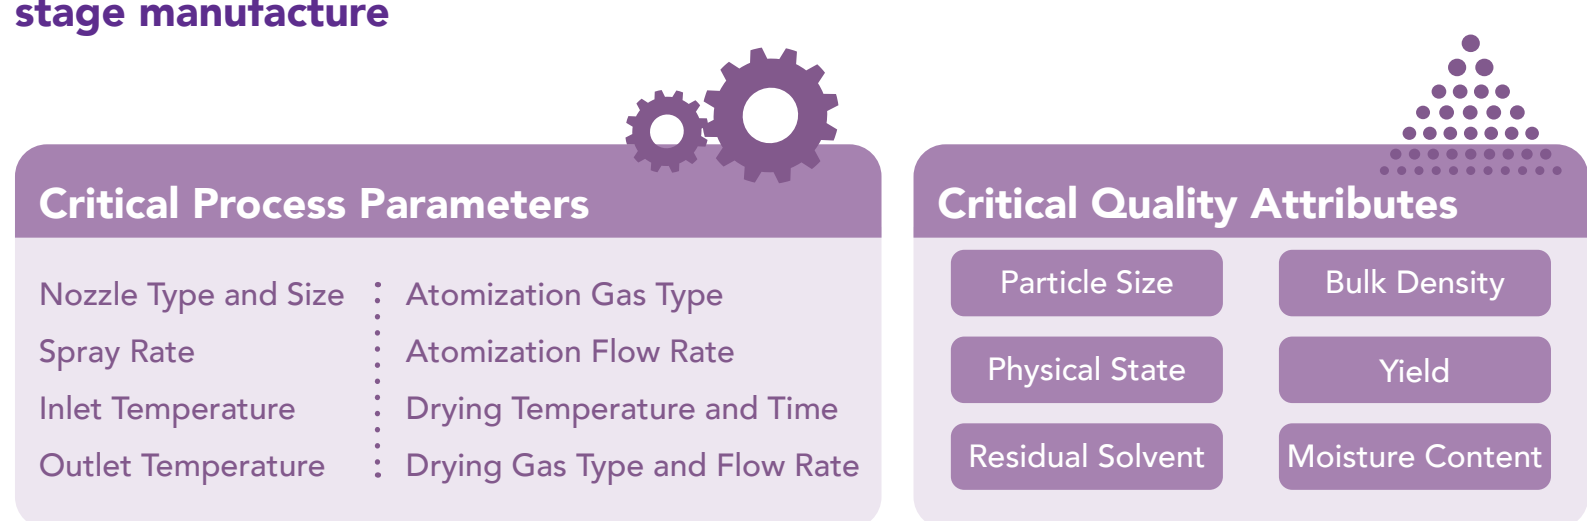 stage manufacture
Critical Process Parameters
Nozzle Type and Size
Spray Rate
Inlet Temperature
Outlet Temperature
Atomization Gas Type
Atomization Flow Rate
Drying Temperature and Time
Drying Gas Type and Flow Rate
Critical Quality Attributes
Particle Size
Bulk Density
Physical State
Yield
Residual Solvent
Moisture Content